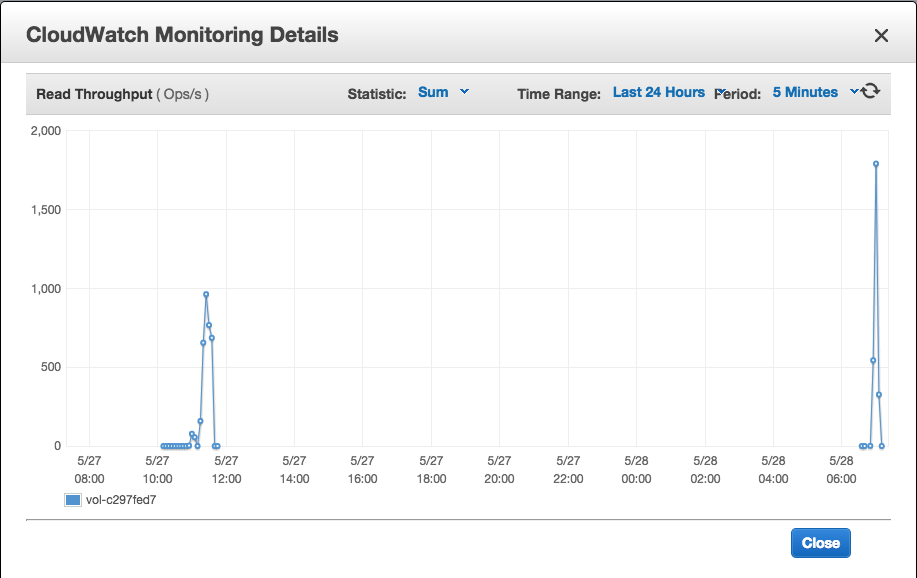 CloudWatch Monitoring Details
Read Throughput ( Ops/s ) Statistic: Sum Time Range: Last 24 Hours Period: 5 Minutes
2,000
1,500
1,000
500
0
5/27 5/27 5/27 5/27 5/27 5/27 5/27 5/27 5/28 5/28 5/28 5/28
08:00 10:00 12:00 14:00 16:00 18:00 20:00 22:00 00:00 02:00 04:00 06:00
vol-c297fed7
Close